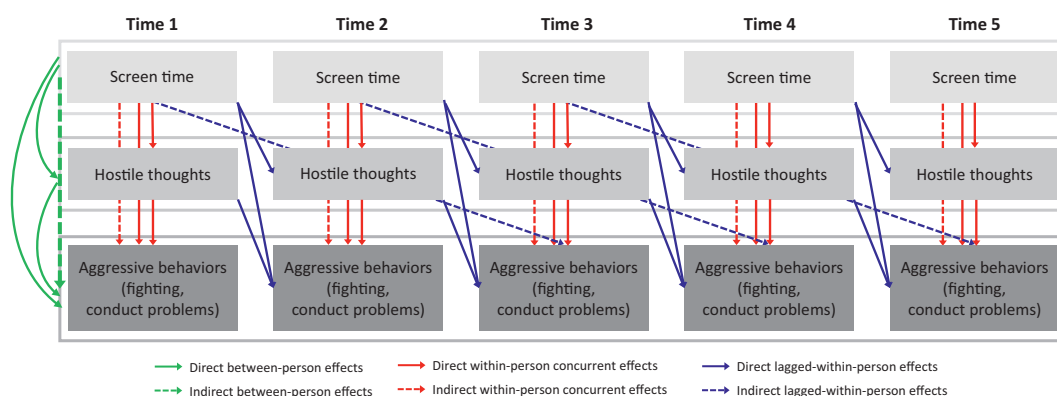 Time 1 Time 2 Time 3 Time 4 Time 5
Screen time Screen time Screen time Screen time Screen time
Hostile thoughts Hostile thoughts Hostile thoughts Hostile thoughts Hostile thoughts
Aggressive behaviors Aggressive behaviors Aggressive behaviors Aggressive behaviors Aggressive behaviors
(fighting, (fighting, (fighting, (fighting, (fighting,
conduct problems) conduct problems) conduct problems) conduct problems) conduct problems)
Direct between-person effects Direct within-person concurrent effects Direct lagged-within-person effects
Indirect between-person effects Indirect within-person concurrent effects Indirect lagged-within-person effects